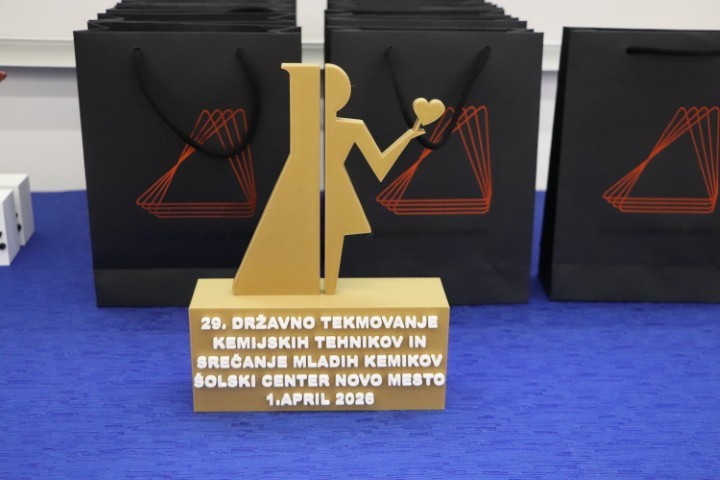 29. DRŽAVNO TEKMOVANJE
KEMIJSKIH TEHNIKOV IN
SREČANJE MLADIH KEMIKOV
ŠOLSKI CENTER NOVO MESTO
1.APRIL 2026